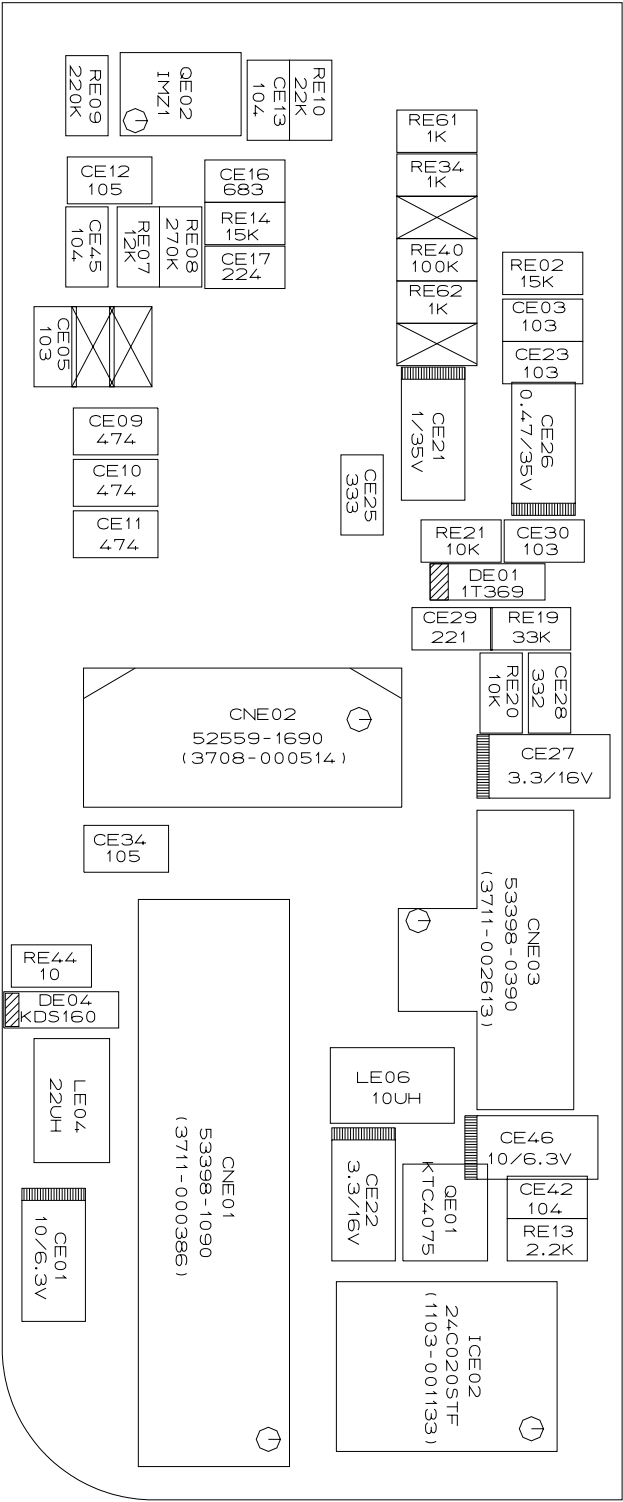 RE09
220K
QE02
IMZ1
CE13
104
RE10
22K
RE61
1K
RE34
1K
CE12
105
CE16
683
RE14
15K
CE17
224
CE45
104
RE07
12K
RE08
270K
RE40
100K
RE62
1K
RE02
15K
CE03
103
CE23
103
CE05
103
CE09
474
CE10
474
CE11
474
CE21
1/35V
CE26
0.47/35V
CE25
333
RE21
10K
CE30
103
DE01
1T369
CE29
221
RE19
33K
RE20
10K
CE28
332
CNE02
52559-1690
(3708-000514)
CE27
3.3/16V
CE34
105
CNE03
53398-0390
(3711-002613)
RE44
10
DE04
KDS160
LE04
22UH
LE06
10UH
CNE01
53398-1090
(3711-000386)
CE46
10/6.3V
CE22
3.3/16V
QE01
KTC4075
CE42
104
RE13
2.2K
CE01
10/6.3V
ICE02
24C020STF
(1103-001133)